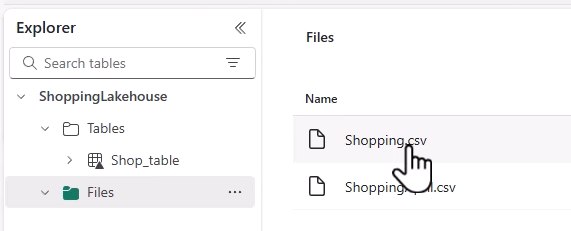 Explorer
Search tables
ShoppingLakehouse
Tables
Shop_table
Files
Files
Name
Shopping.csv